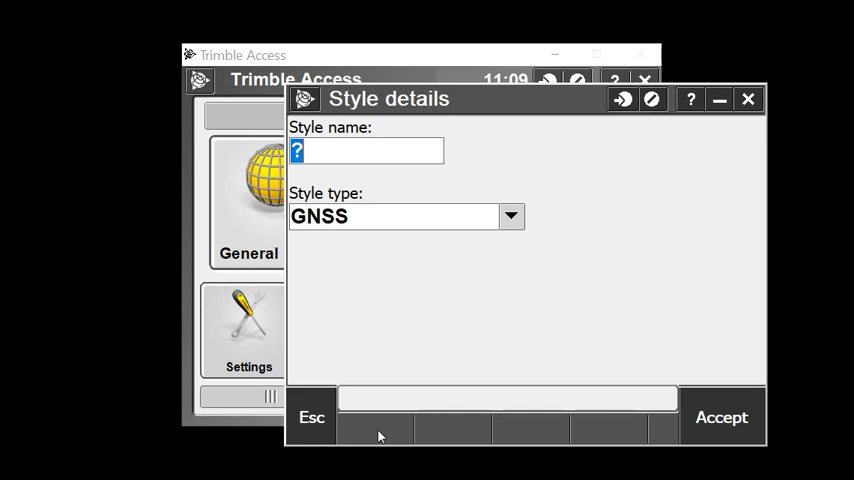 Trimble Access
Trimble Access
11:09
?
Style details
?
Style name:
?
Style type:
GNSS
General
Settings
Esc
Accept